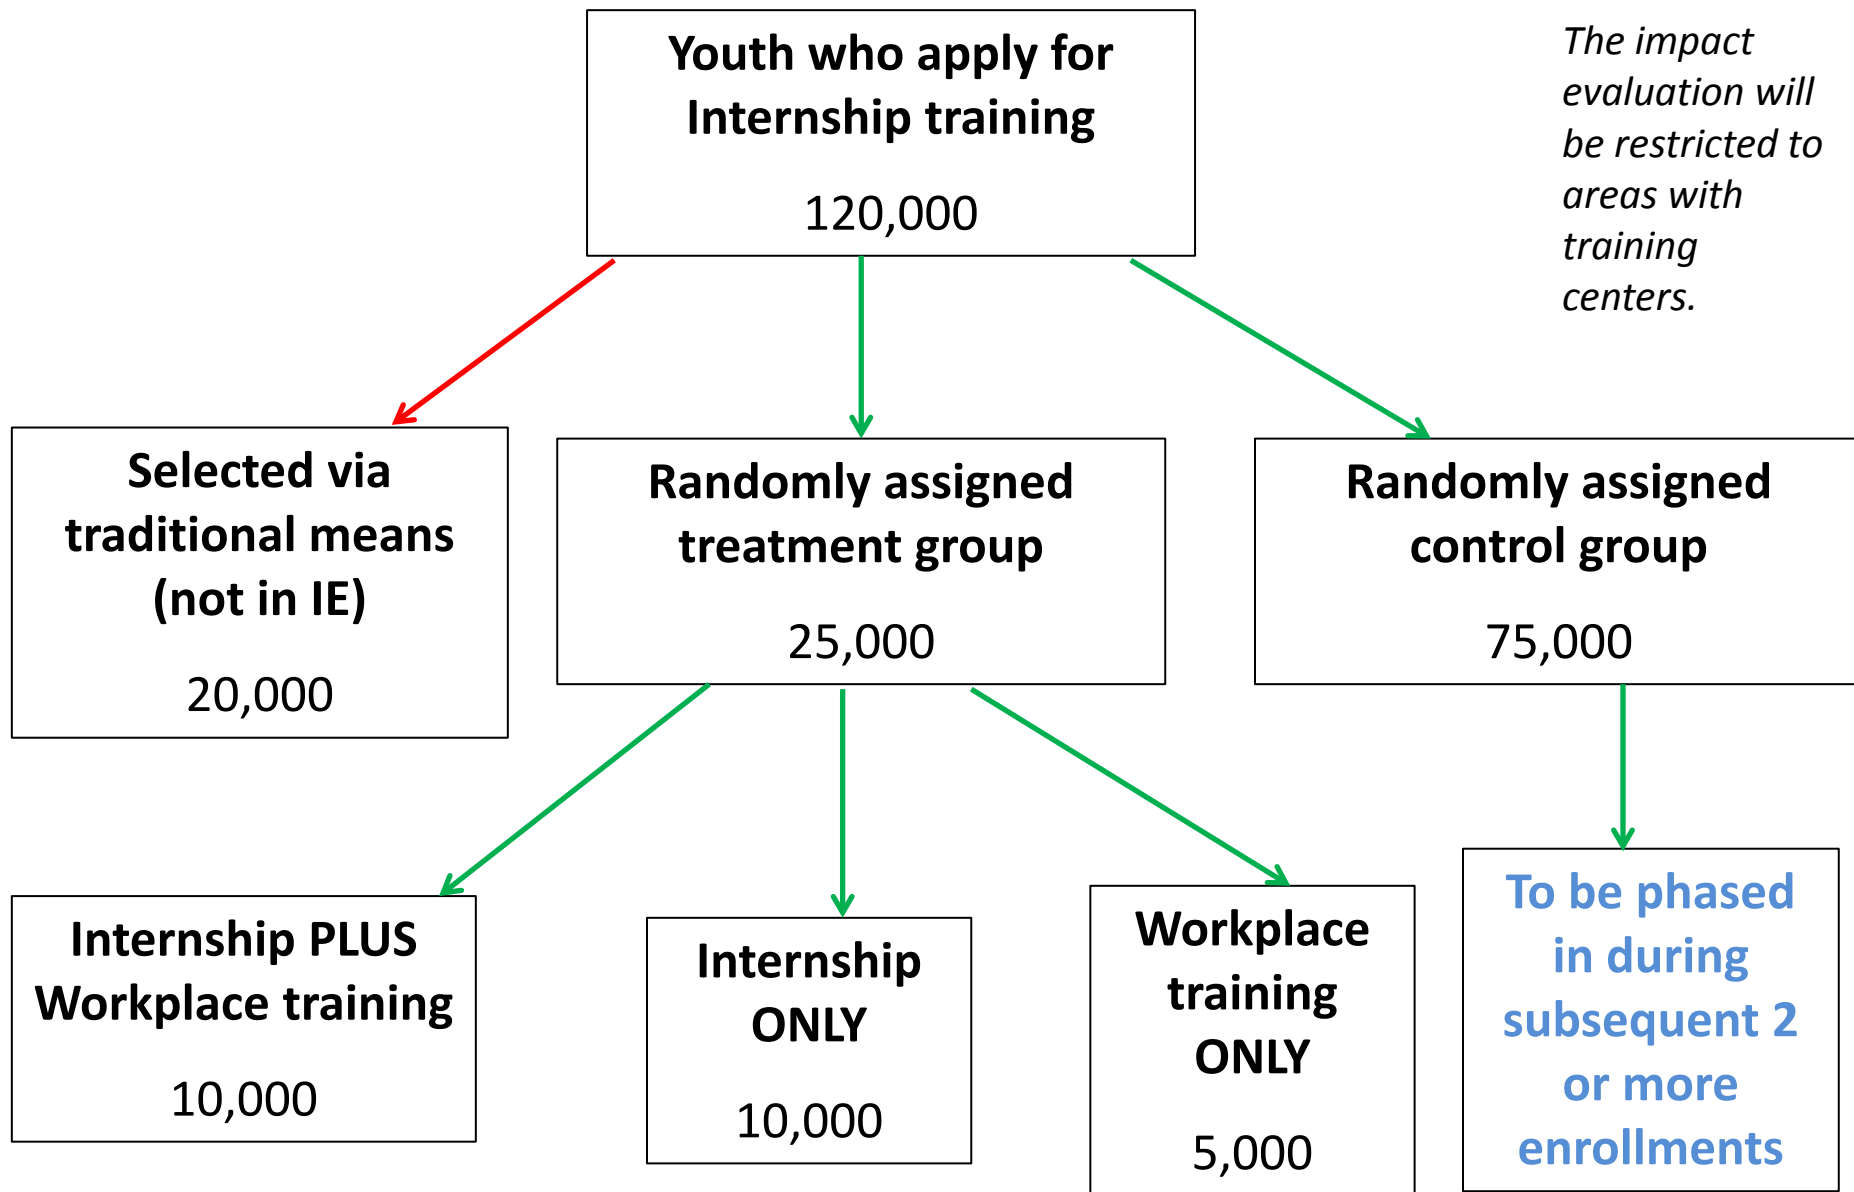 Youth who apply for
Internship training
120,000
The impact
evaluation will
be restricted to
areas with
training
centers.
Selected via
traditional means
(not in IE)
20,000
Randomly assigned
treatment group
25,000
Randomly assigned
control group
75,000
Internship PLUS
Workplace training
10,000
Internship
ONLY
10,000
Workplace
training
ONLY
5,000
To be phased
in during
subsequent 2
or more
enrollments